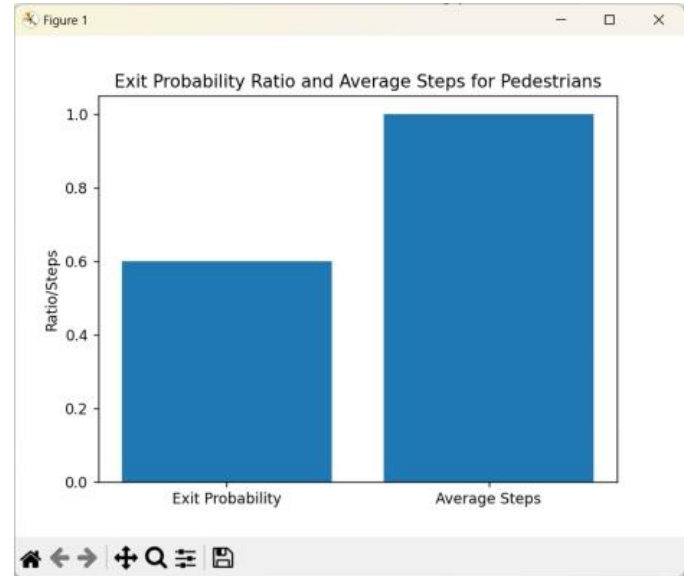 Figure 1
Exit Probability Ratio and Average Steps for Pedestrians
1.0
0.8
0.6
0.4
0.2
0.0
Ratio/Steps
Exit Probability
Average Steps